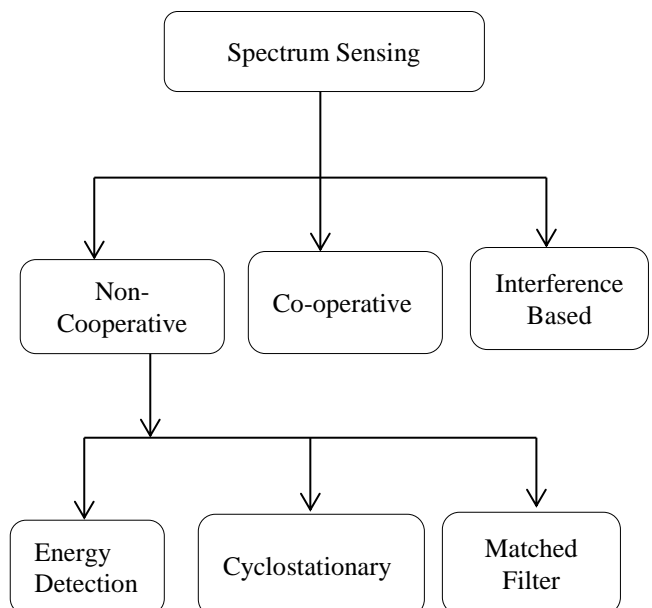 Spectrum Sensing
Non-
Cooperative
Co-operative
Interference
Based
Energy
Detection
Cyclostationary
Matched
Filter